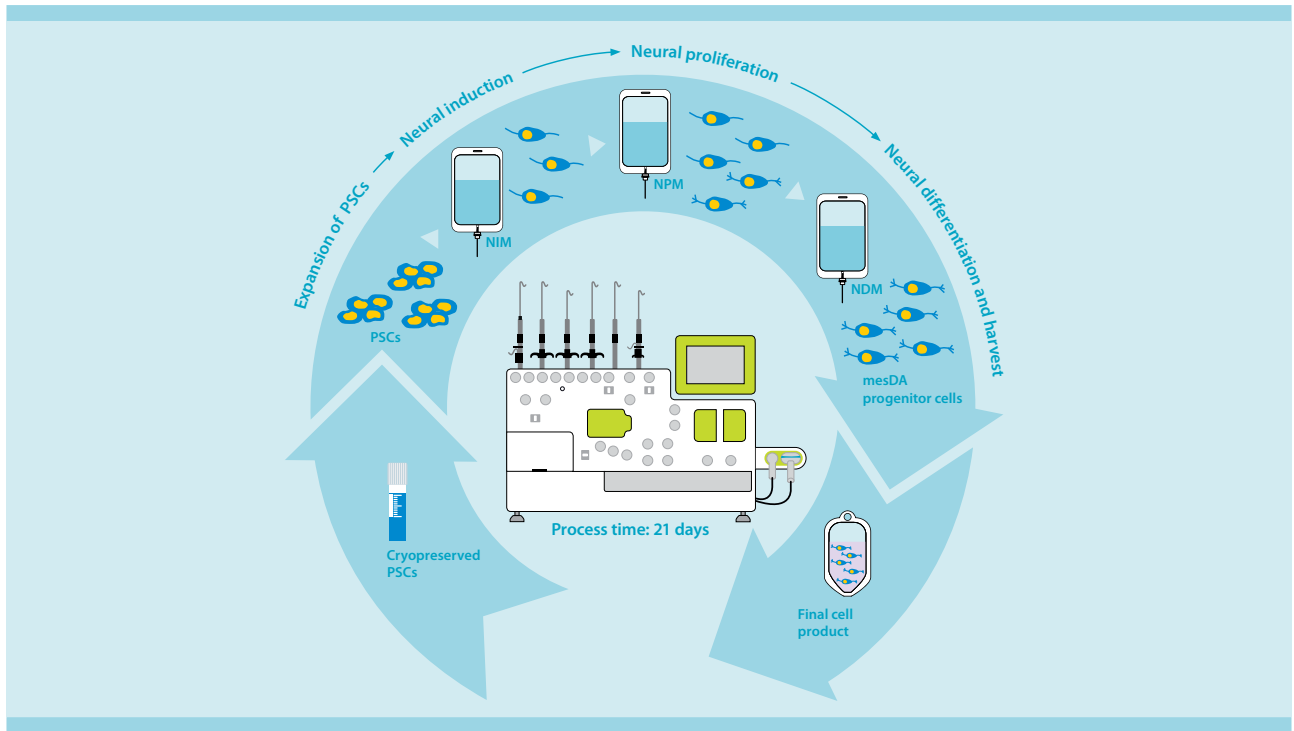 Expansion of PSCs
Neural induction
Neural proliferation
Neural differentiation and harvest
NIM
NPM
NDM
PSCs
mesDA
progenitor cells
Process time: 21 days
Cryopreserved
PSCs
Final cell
product